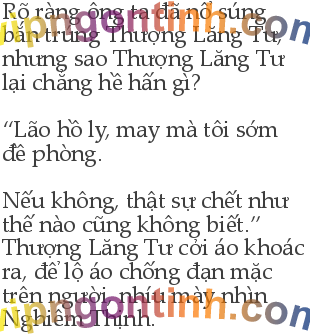 Rõ ràng ông ta đã nổ súng
bắn trúng Thượng Lăng Tư,
nhưng sao Thượng Lăng Tư
lại chẳng hề hấn gì?
“Lão hồ ly, may mà tôi sớm
đề phòng.
Nếu không, thật sự chết như
thế nào cũng không biết.”
Thượng Lăng Tư cởi áo khoác
ra, để lộ áo chống đạn mặc
trên người, nhíu mày nhìn
Nghiêm Thịnh.